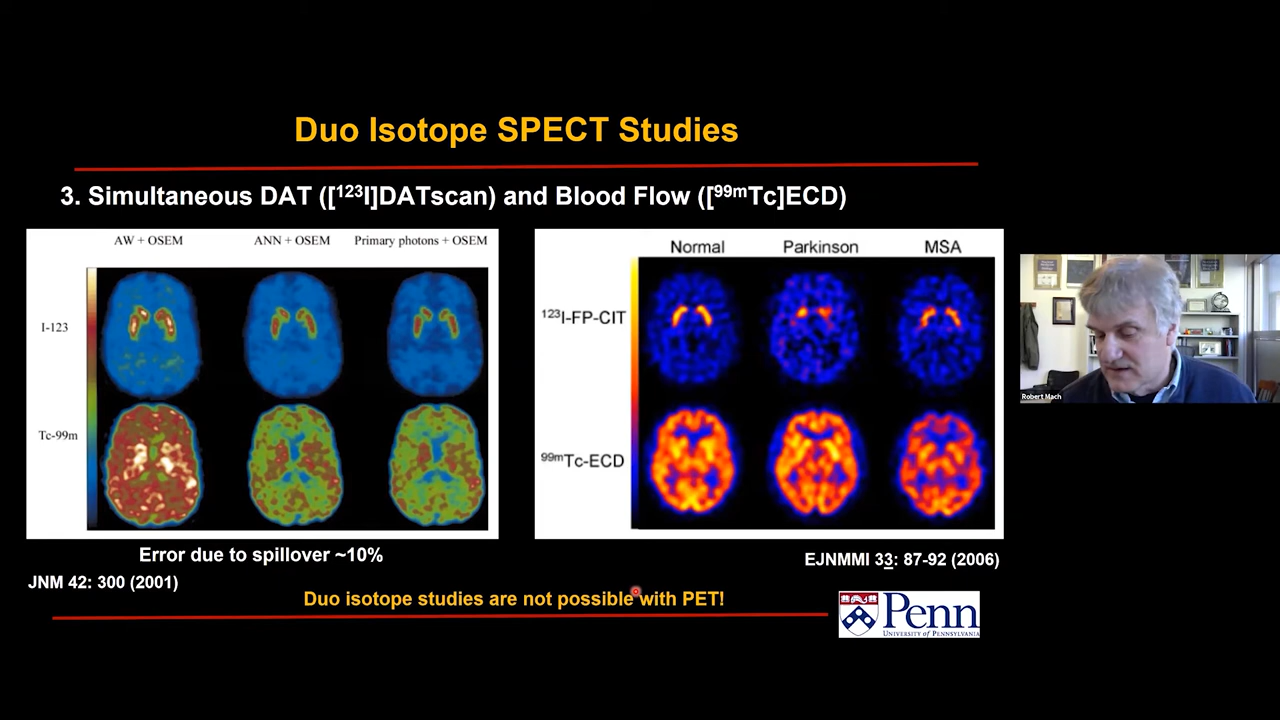 Duo Isotope SPECT Studies
3. Simultaneous DAT ([¹²³I]DATscan) and Blood Flow ([⁹⁹ᵐTc]ECD)
AW + OSEM ANN + OSEM Primary photons + OSEM
I-123
Tc-99m
Error due to spillover ~10%
JNM 42: 300 (2001)
Normal Parkinson MSA
¹²³I-FP-CIT
⁹⁹ᵐTc-ECD
EJNMMI 33: 87-92 (2006)
Duo isotope studies are not possible with PET!
Penn
UNIVERSITY of PENNSYLVANIA
Robert Mach